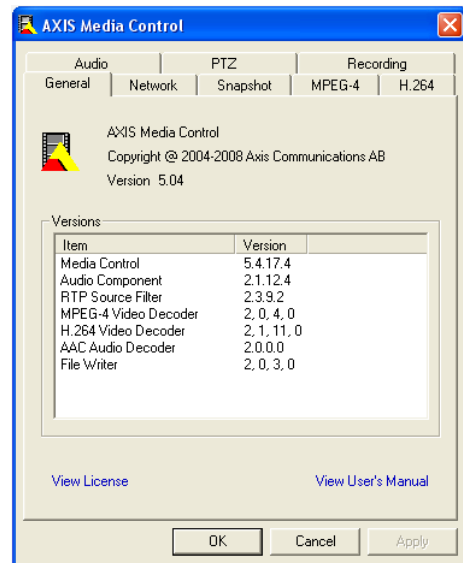 AXIS Media Control
Audio PTZ Recording
General Network Snapshot MPEG-4 H.264
AXIS Media Control
Copyright @ 2004-2008 Axis Communications AB
Version 5.04
Versions
Item Version
Media Control 5.4.17.4
Audio Component 2.1.12.4
RTP Source Filter 2.3.9.2
MPEG-4 Video Decoder 2, 0, 4, 0
H.264 Video Decoder 2, 1, 11, 0
AAC Audio Decoder 2.0.0.0
File Writer 2, 0, 3, 0
View License View User's Manual
OK Cancel Apply